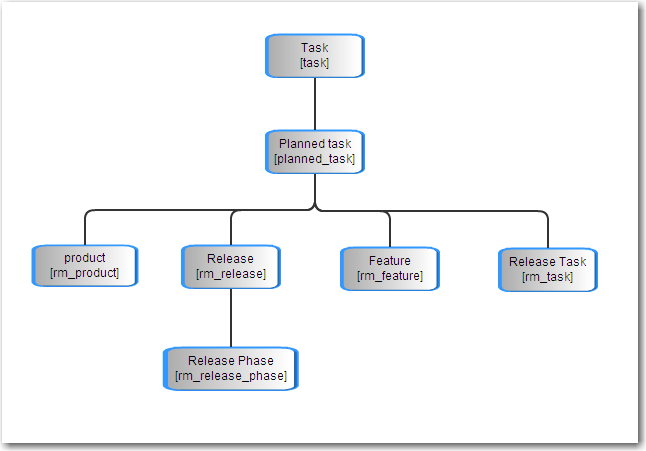 Task
[task]
Planned task
[planned_task]
product
[rm_product]
Release
[rm_release]
Feature
[rm_feature]
Release Task
[rm_task]
Release Phase
[rm_release_phase]